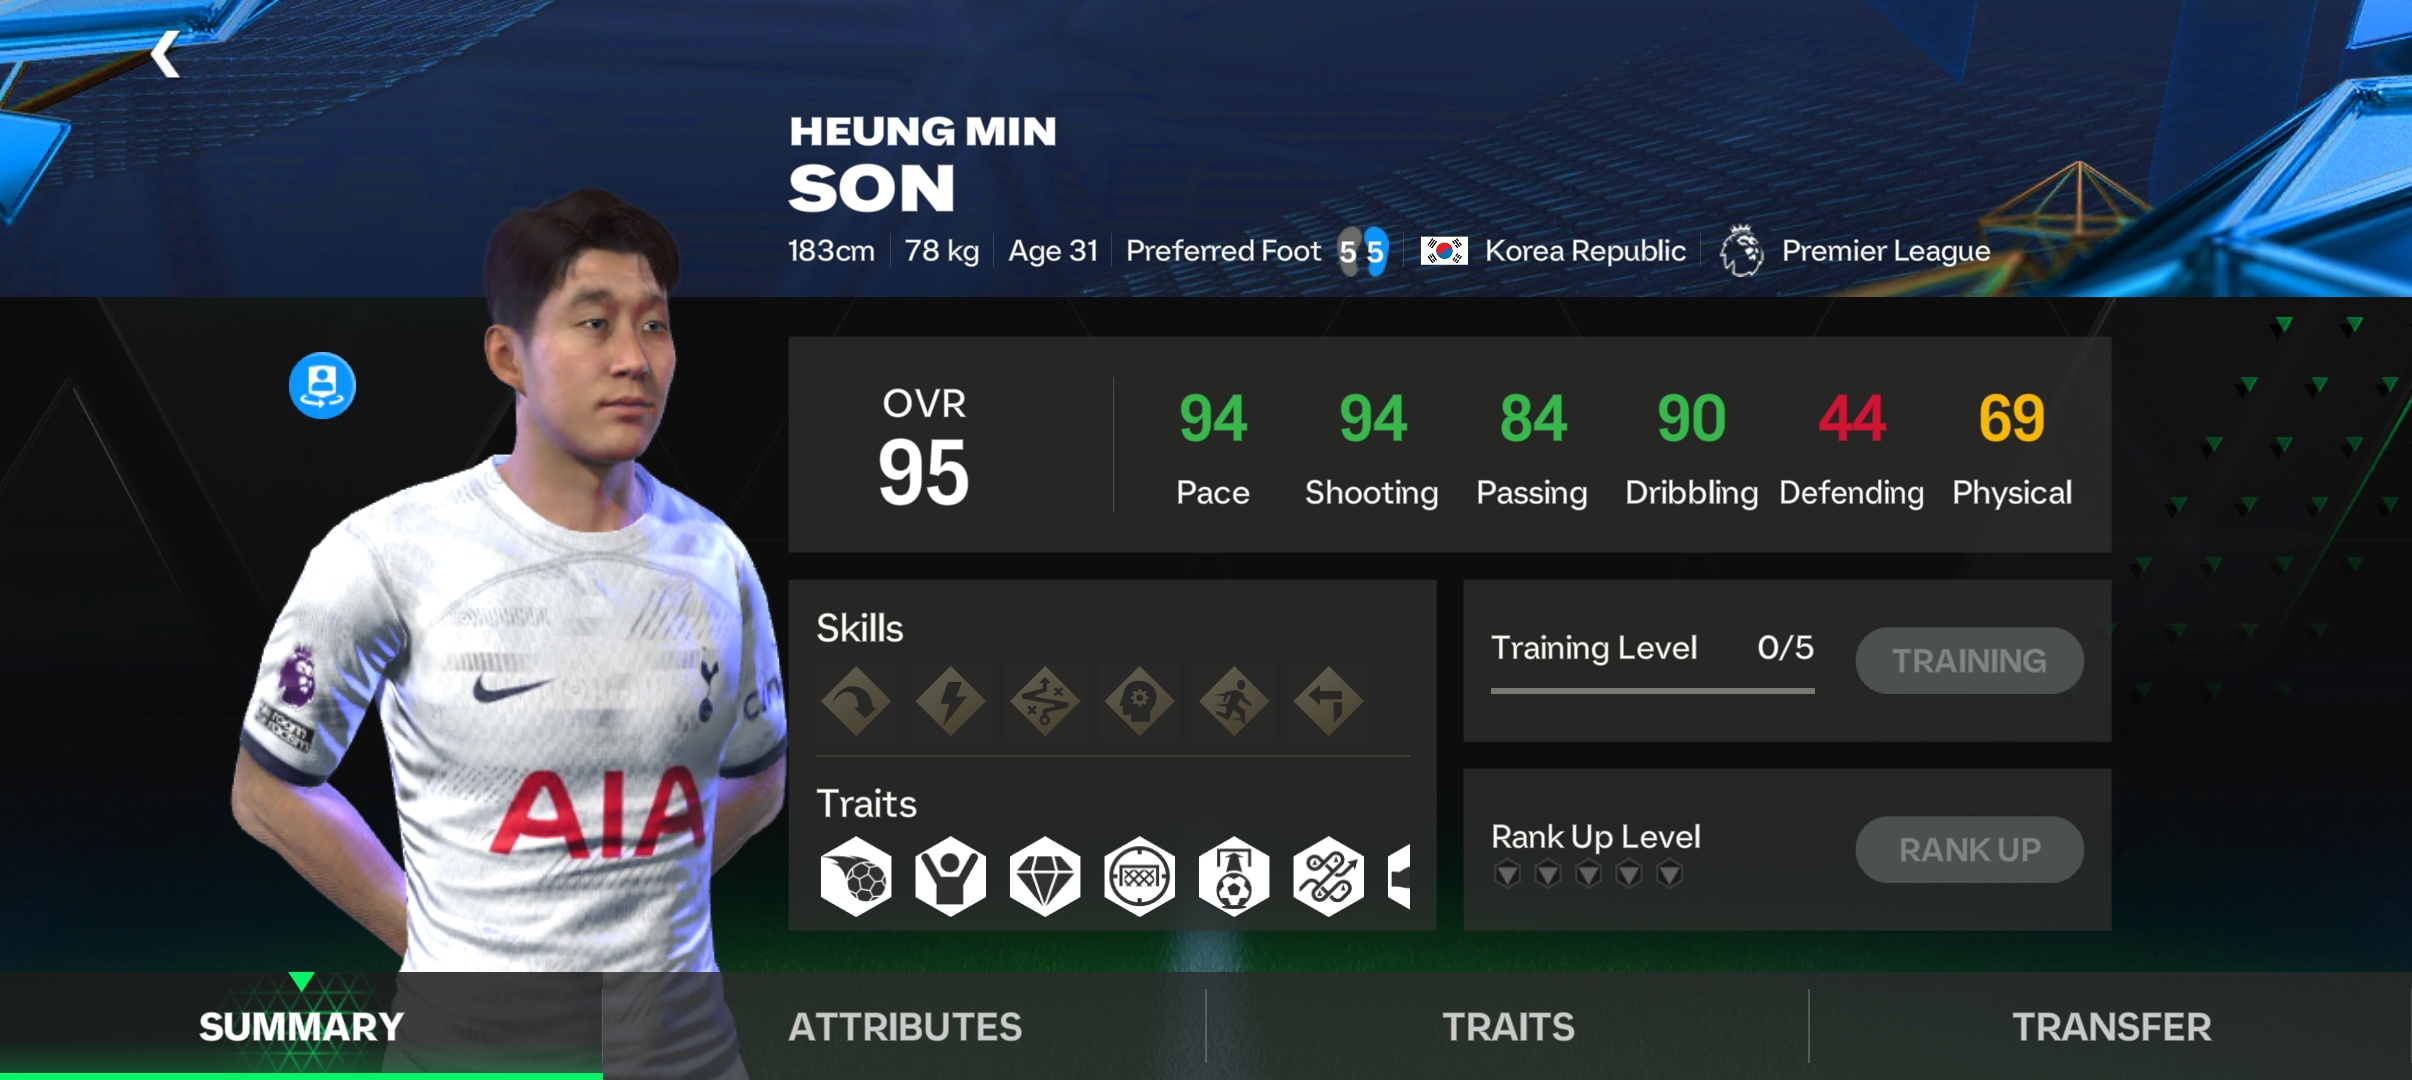 HEUNG MIN
SON
183cm 78 kg Age 31 Preferred Foot 5 5 Korea Republic Premier League
OVR
95
94 94 84 90 44 69
Pace Shooting Passing Dribbling Defending Physical
Skills
Training Level 0/5 TRAINING
Traits
Rank Up Level RANK UP
AIA
SUMMARY ATTRIBUTES TRAITS TRANSFER